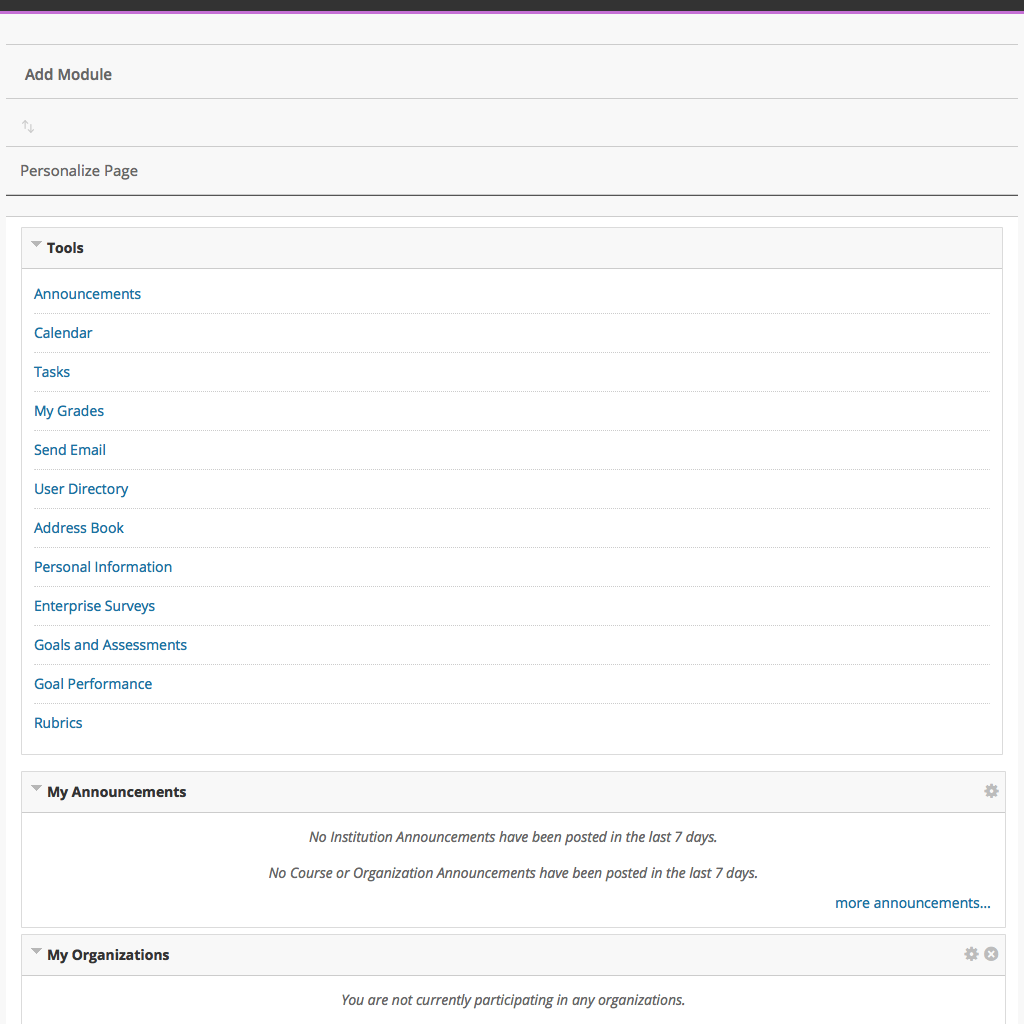 Add Module
Personalize Page
Tools
Announcements
Calendar
Tasks
My Grades
Send Email
User Directory
Address Book
Personal Information
Enterprise Surveys
Goals and Assessments
Goal Performance
Rubrics
My Announcements
No Institution Announcements have been posted in the last 7 days.
No Course or Organization Announcements have been posted in the last 7 days.
more announcements...
My Organizations
You are not currently participating in any organizations.